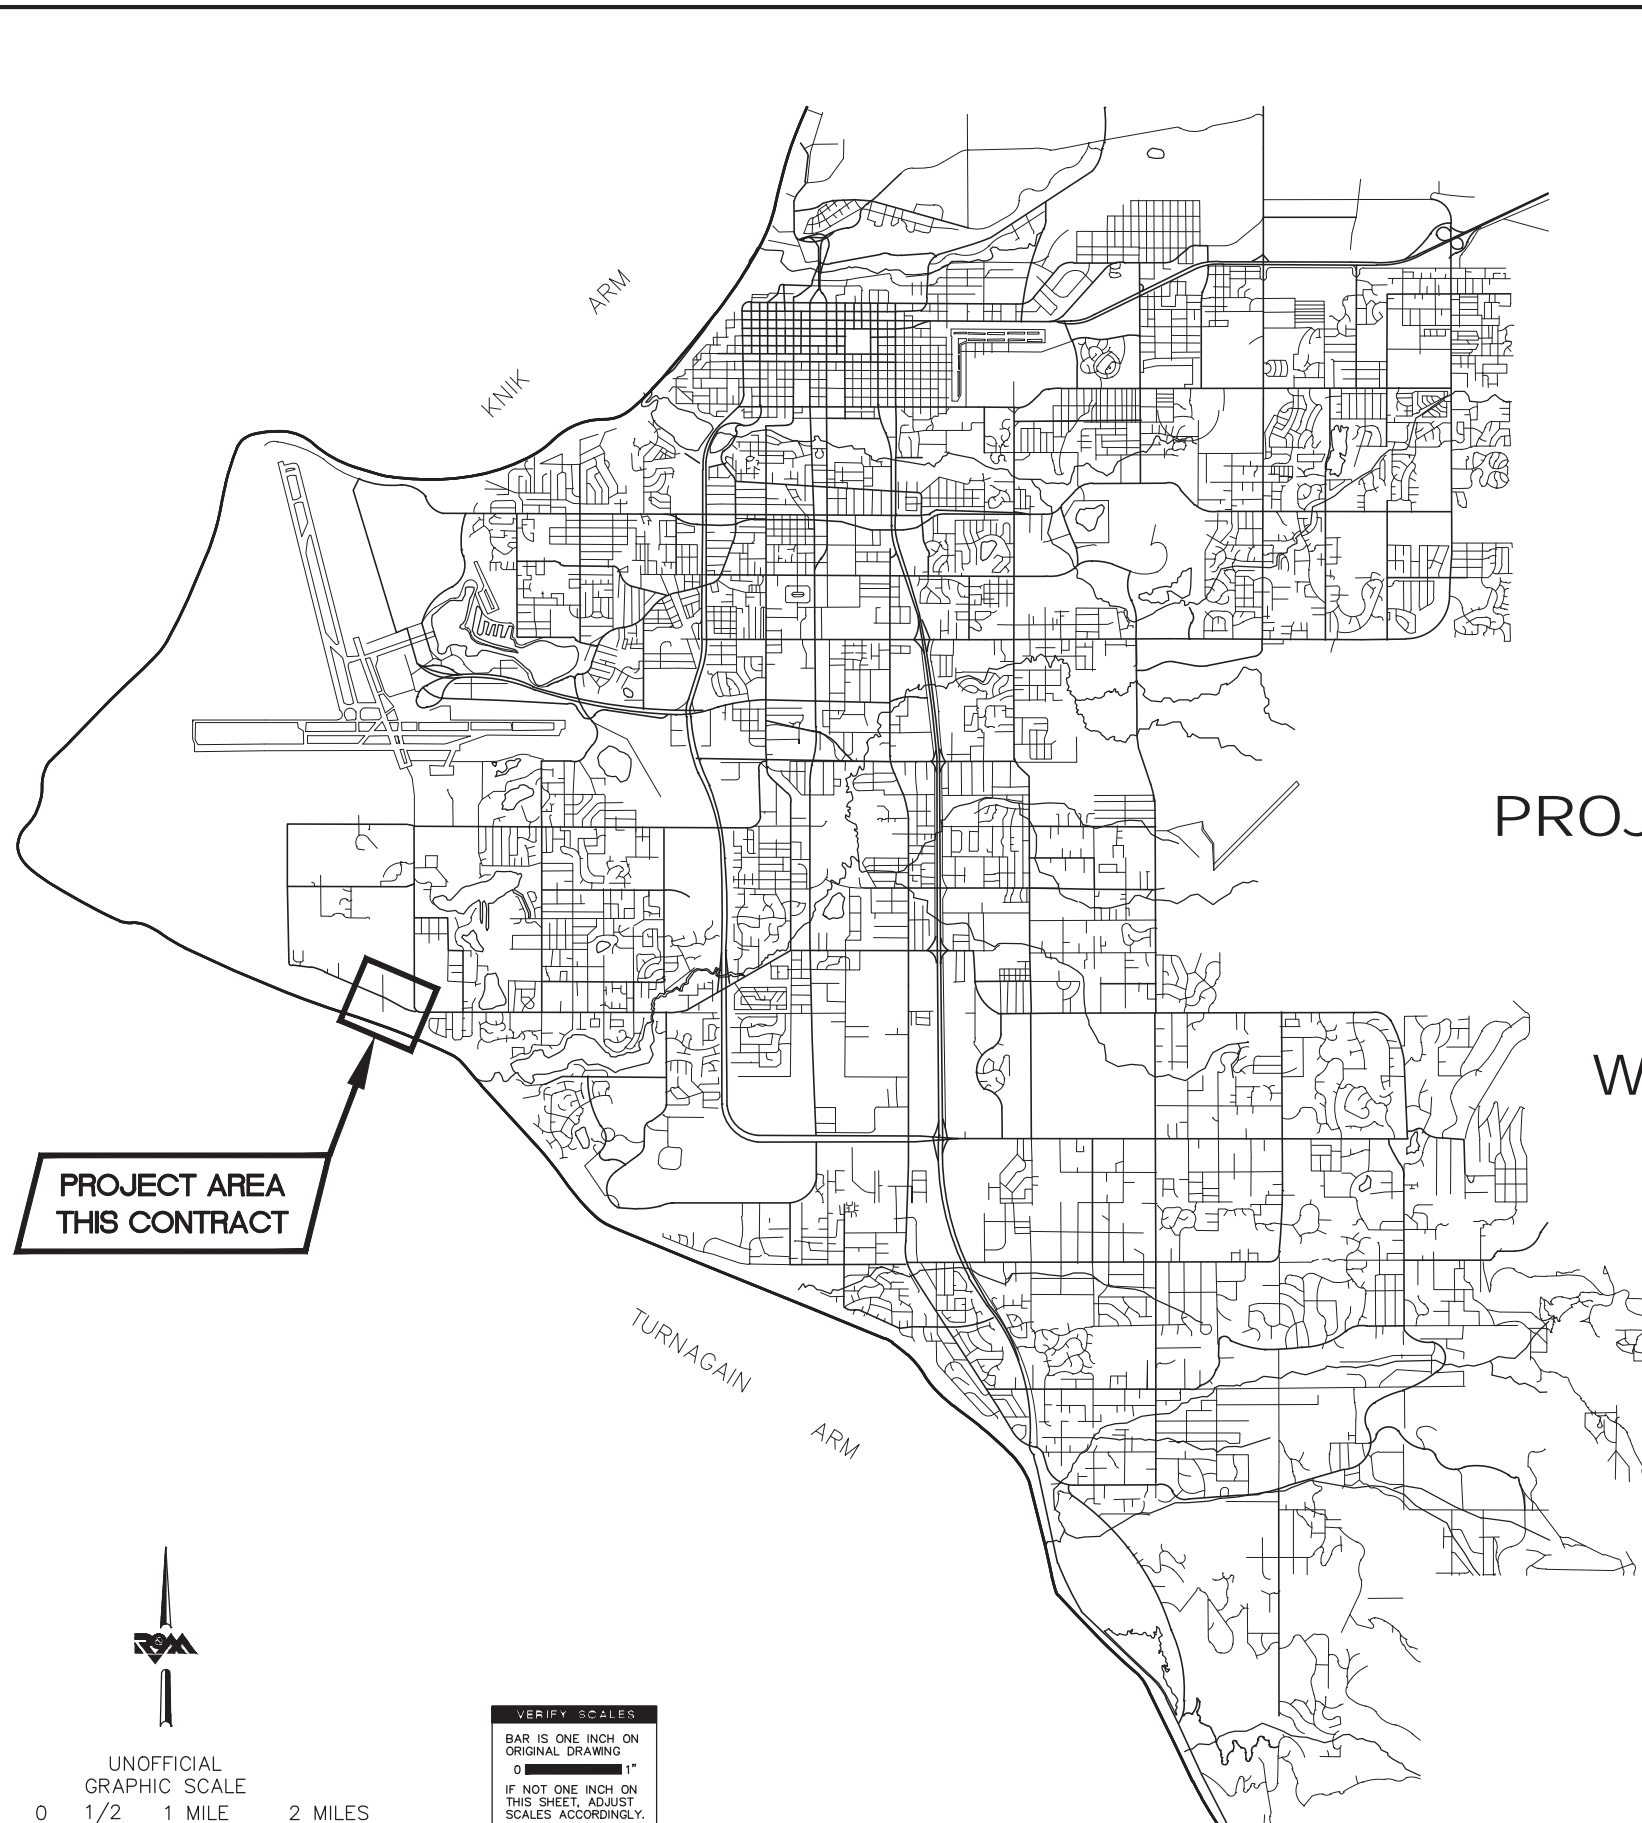 KNIK ARM
PROJ
W
PROJECT AREA
THIS CONTRACT
TURNAGAIN ARM
UNOFFICIAL
GRAPHIC SCALE
0 1/2 1 MILE 2 MILES
VERIFY SCALES
BAR IS ONE INCH ON
ORIGINAL DRAWING
0 1"
IF NOT ONE INCH ON
THIS SHEET, ADJUST
SCALES ACCORDINGLY.